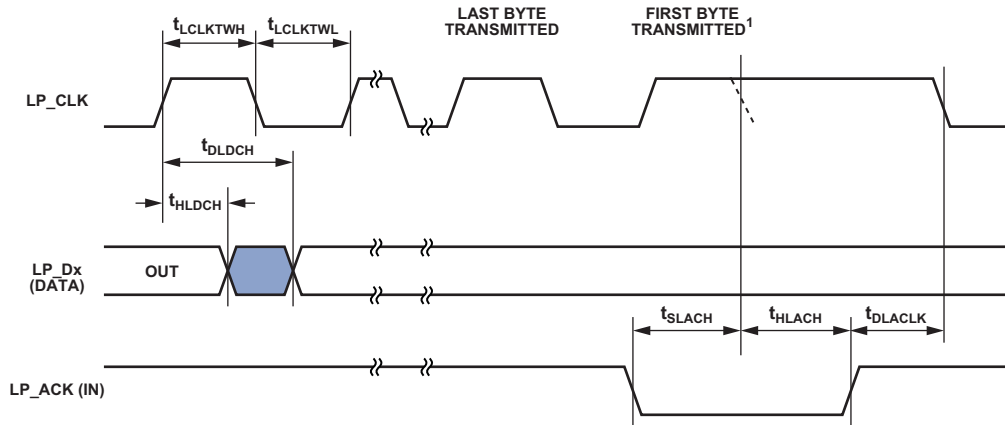 LAST BYTE
TRANSMITTED
FIRST BYTE
TRANSMITTED1
tLCLKTWH
tLCLKTWL
LP_CLK
tDLDCH
tHLDCH
LP_Dx
(DATA)
OUT
tSLACH
tHLACH
tDLACLK
LP_ACK (IN)